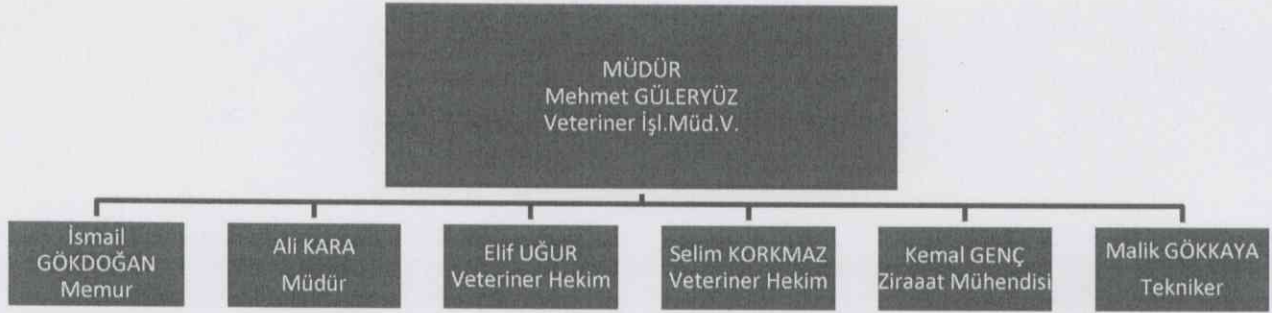 MÜDÜR
Mehmet GÜLERYÜZ
Veteriner İşl.Müd.V.
İsmail
GÖKDOĞAN
Memur
Ali KARA
Müdür
Elif UĞUR
Veteriner Hekim
Selim KORKMAZ
Veteriner Hekim
Kemal GENÇ
Ziraaat Mühendisi
Malik GÖKKAYA
Tekniker